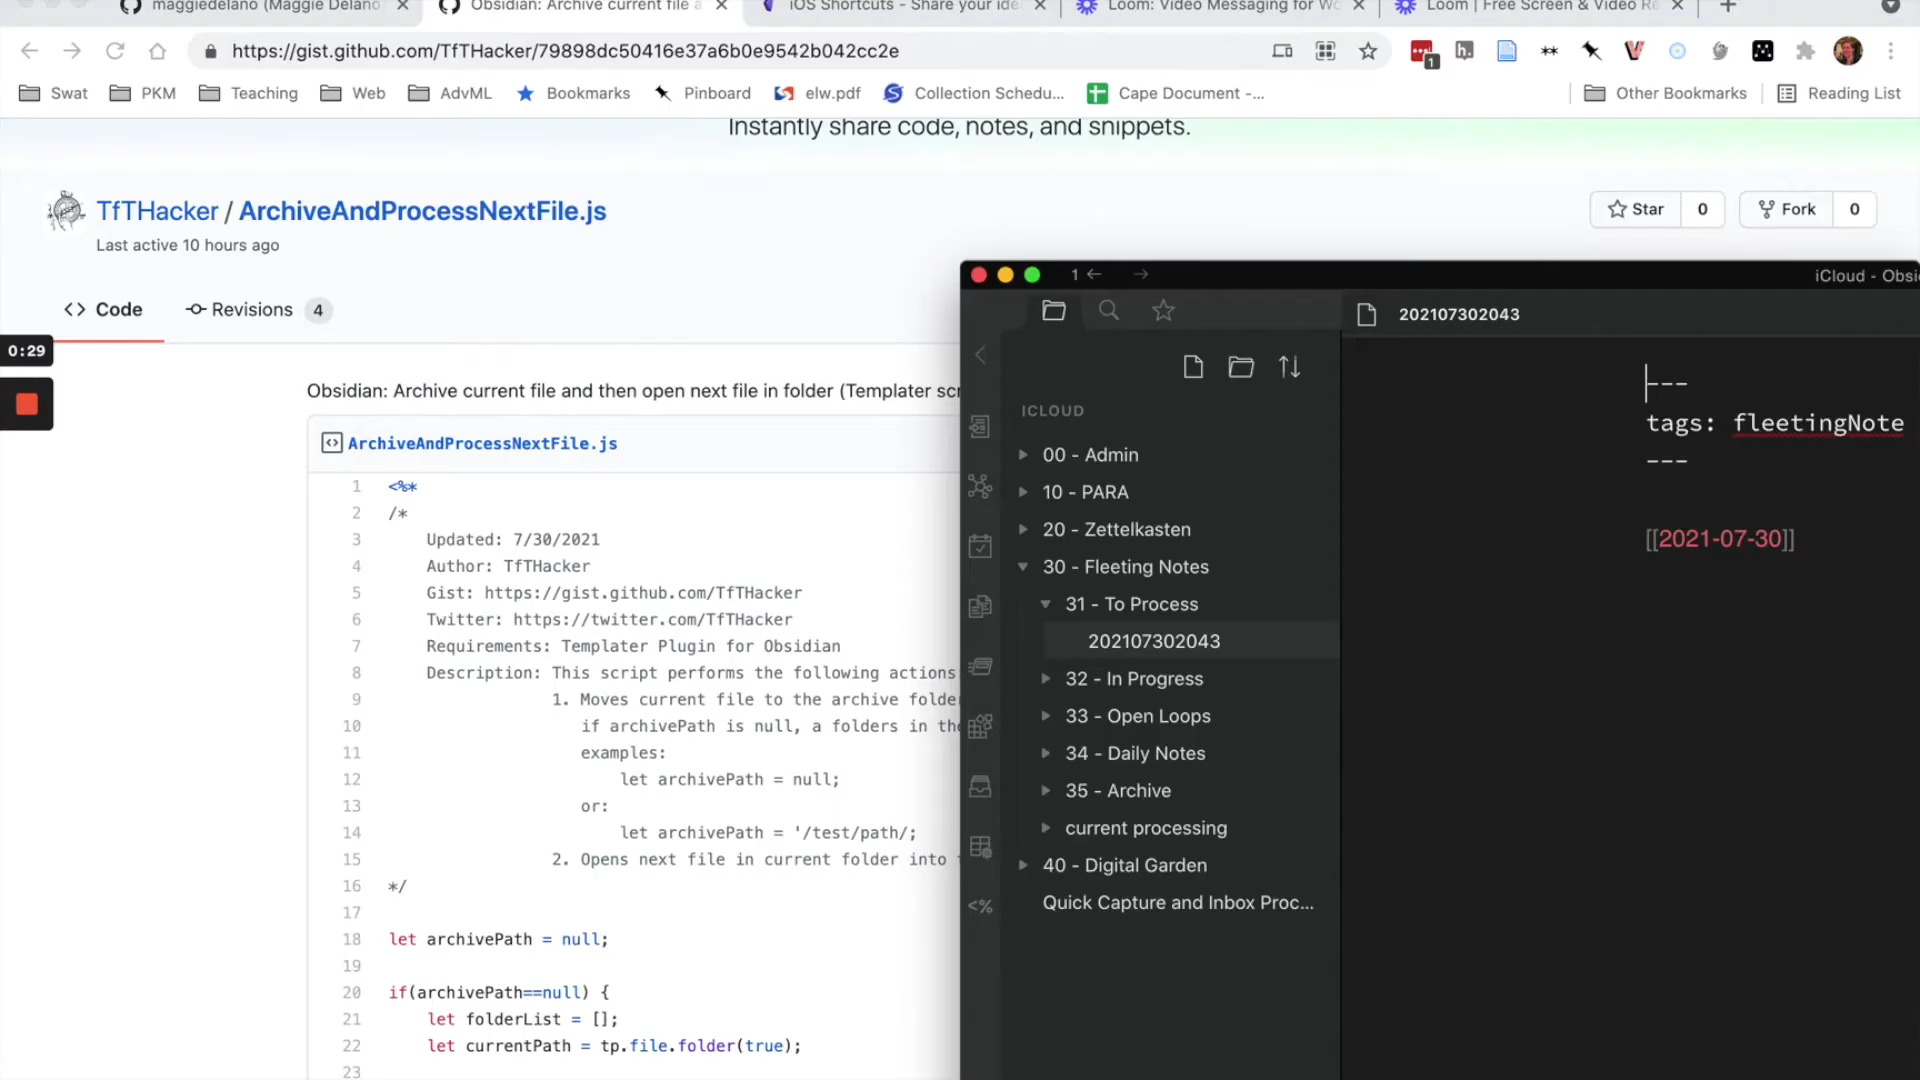 maggiedelano (Maggie Delano
Obsidian: Archive current file a
iOS Shortcuts - Share your ide
Loom: Video Messaging for Wo
Loom | Free Screen & Video Re
https://gist.github.com/TfTHacker/79898dc50416e37a6b0e9542b042cc2e
1
h.
Swat
PKM
Teaching
Web
AdvML
Bookmarks
Pinboard
elw.pdf
Collection Schedu...
Cape Document -...
Other Bookmarks
Reading List
Instantly share code, notes, and snippets.
TfTHacker / ArchiveAndProcessNextFile.js
Last active 10 hours ago
Star 0
Fork 0
Code
Revisions 4
0:29
Obsidian: Archive current file and then open next file in folder (Templater scr
ArchiveAndProcessNextFile.js
1 <%*
2 /*
3 Updated: 7/30/2021
4 Author: TfTHacker
5 Gist: https://gist.github.com/TfTHacker
6 Twitter: https://twitter.com/TfTHacker
7 Requirements: Templater Plugin for Obsidian
8 Description: This script performs the following actions
9 1. Moves current file to the archive folde
10 if archivePath is null, a folders in the
11 examples:
12 let archivePath = null;
13 or:
14 let archivePath = '/test/path/;
15 2. Opens next file in current folder into
16 */
17
18 let archivePath = null;
19
20 if(archivePath==null) {
21 let folderList = [];
22 let currentPath = tp.file.folder(true);
23
1
iCloud - Obsi
202107302043
ICLOUD
00 - Admin
10 - PARA
20 - Zettelkasten
30 - Fleeting Notes
31 - To Process
202107302043
32 - In Progress
33 - Open Loops
34 - Daily Notes
35 - Archive
current processing
40 - Digital Garden
Quick Capture and Inbox Proc...
<%
---
tags: fleetingNote
---
[[2021-07-30]]